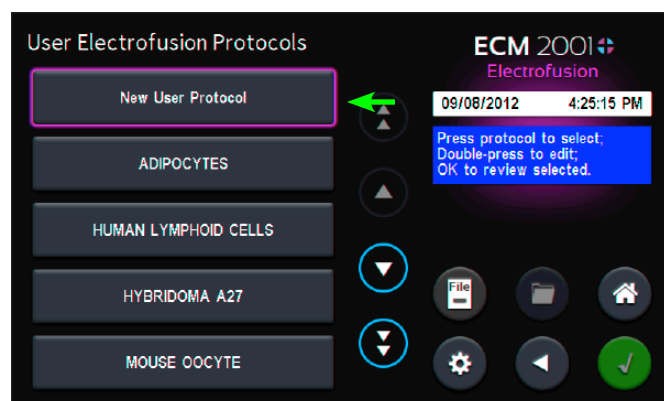 User Electrofusion Protocols
New User Protocol
ADIPOCYTES
HUMAN LYMPHOID CELLS
HYBRIDOMA A27
MOUSE OOCYTE
ECM 2001+
Electrofusion
09/08/2012 4:25:15 PM
Press protocol to select;
Double-press to edit;
OK to review selected.
File